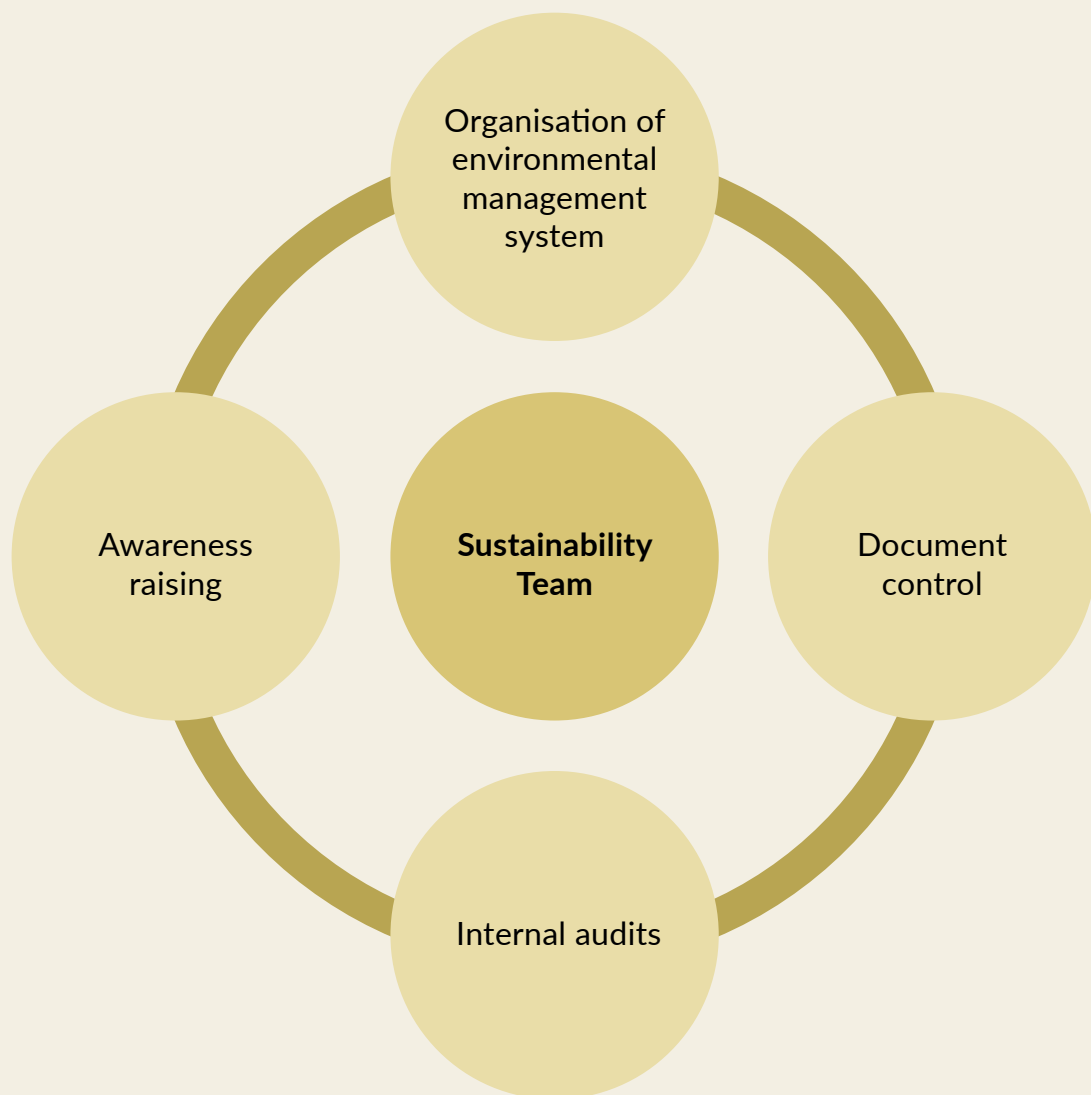 Organisation of
environmental
management
system
Awareness
raising
Sustainability
Team
Document
control
Internal audits